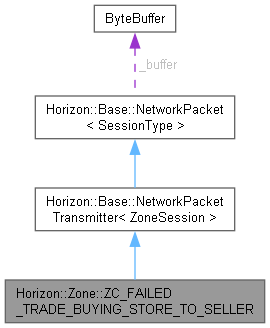 ByteBuffer
_buffer
Horizon::Base::NetworkPacket
< SessionType >
Horizon::Base::NetworkPacket
Transmitter< ZoneSession >
Horizon::Zone::ZC_FAILED
_TRADE_BUYING_STORE_TO_SELLER